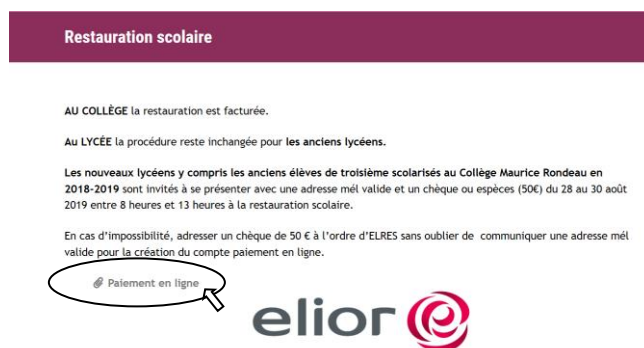 Restauration scolaire
AU COLLÈGE la restauration est facturée.
Au LYCÉE la procédure reste inchangée pour les anciens lycéens.
Les nouveaux lycéens y compris les anciens élèves de troisième scolarisés au Collège Maurice Rondeau en
2018-2019 sont invités à se présenter avec une adresse mél valide et un chèque ou espèces (50€) du 28 au 30 août
2019 entre 8 heures et 13 heures à la restauration scolaire.
En cas d'impossibilité, adresser un chèque de 50 € à l'ordre d'ELRES sans oublier de communiquer une adresse mél
valide pour la création du compte paiement en ligne.
Paiement en ligne
elior